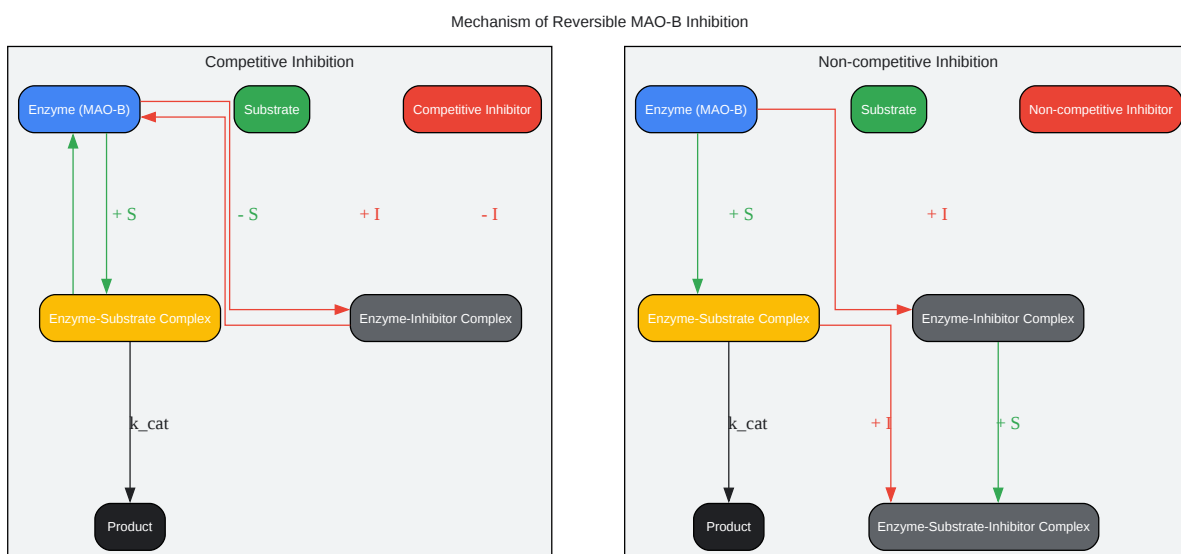 Mechanism of Reversible MAO-B Inhibition
Competitive Inhibition
Enzyme (MAO-B)
Substrate
Competitive Inhibitor
+ S
- S
+ I
- I
Enzyme-Substrate Complex
Enzyme-Inhibitor Complex
k_cat
Product
Non-competitive Inhibition
Enzyme (MAO-B)
Substrate
Non-competitive Inhibitor
+ S
+ I
Enzyme-Substrate Complex
Enzyme-Inhibitor Complex
k_cat
+ I
+ S
Product
Enzyme-Substrate-Inhibitor Complex